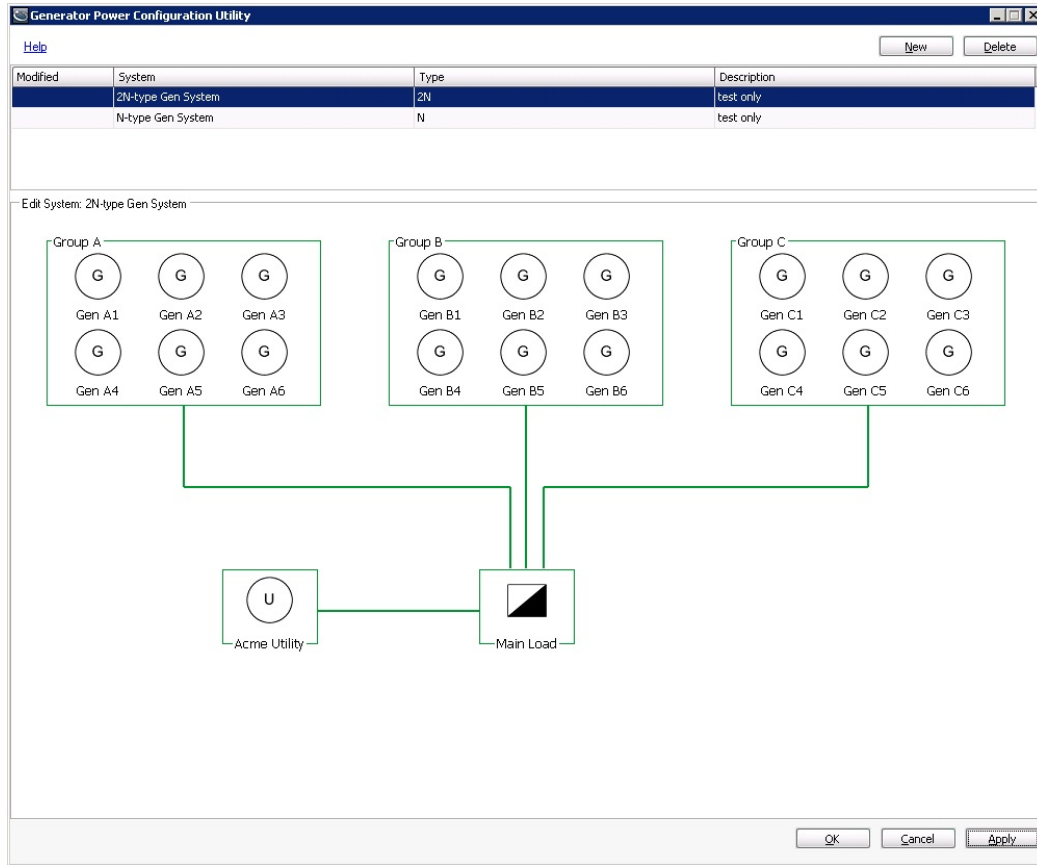 Generator Power Configuration Utility
Help New Delete
Modified System Type Description
2N-type Gen System 2N test only
N-type Gen System N test only
Edit System: 2N-type Gen System
Group A Group B Group C
G G G G G G G G G
Gen A1 Gen A2 Gen A3 Gen B1 Gen B2 Gen B3 Gen C1 Gen C2 Gen C3
G G G G G G G G G
Gen A4 Gen A5 Gen A6 Gen B4 Gen B5 Gen B6 Gen C4 Gen C5 Gen C6
U
Acme Utility Main Load
OK Cancel Apply